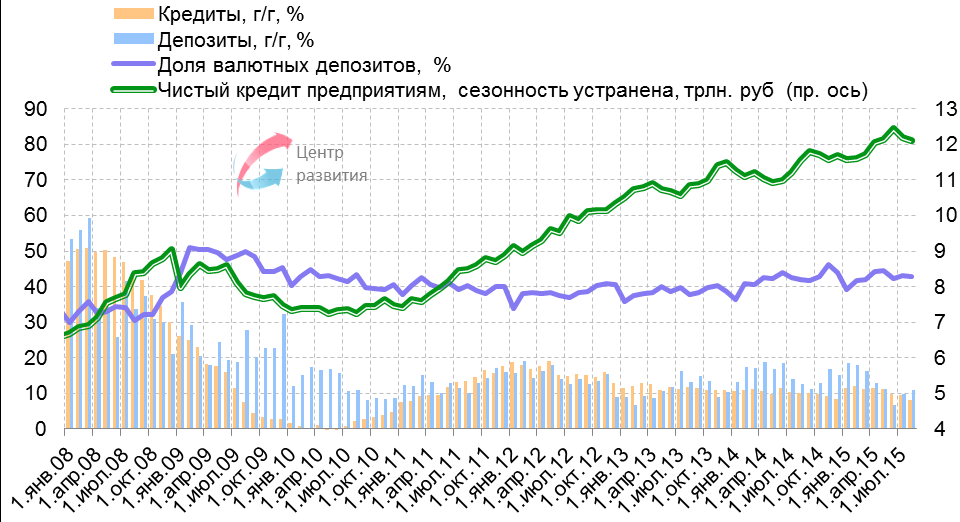 Кредиты, г/г, %
Депозиты, г/г, %
Доля валютных депозитов, %
Чистый кредит предприятиям, сезонность устранена, трлн. руб (пр. ось)
90
80
70
60
50
40
30
20
10
0
13
12
11
10
9
8
7
6
5
4
Центр
развития
1.янв.08
1.апр.08
1.июл.08
1.окт.08
1.янв.09
1.апр.09
1.июл.09
1.окт.09
1.янв.10
1.апр.10
1.июл.10
1.окт.10
1.янв.11
1.апр.11
1.июл.11
1.окт.11
1.янв.12
1.апр.12
1.июл.12
1.окт.12
1.янв.13
1.апр.13
1.июл.13
1.окт.13
1.янв.14
1.апр.14
1.июл.14
1.окт.14
1.янв.15
1.апр.15
1.июл.15